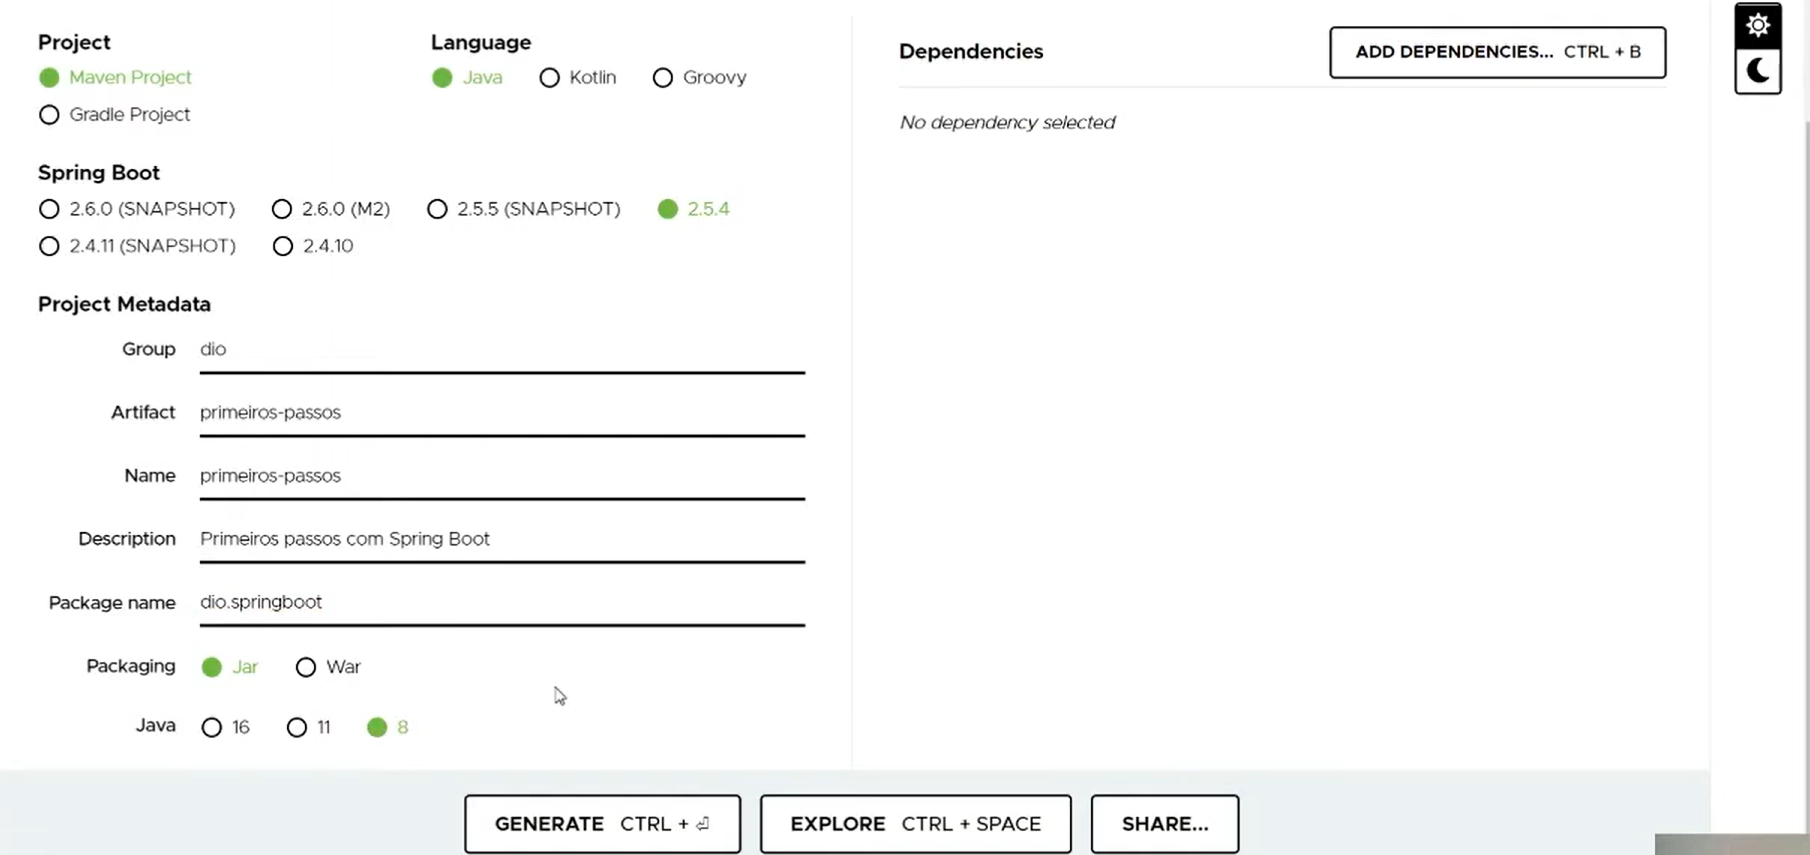 Project
Maven Project
Gradle Project
Language
Java Kotlin Groovy
Spring Boot
2.6.0 (SNAPSHOT) 2.6.0 (M2) 2.5.5 (SNAPSHOT) 2.5.4
2.4.11 (SNAPSHOT) 2.4.10
Project Metadata
Group dio
Artifact primeiros-passos
Name primeiros-passos
Description Primeiros passos com Spring Boot
Package name dio.springboot
Packaging Jar War
Java 16 11 8
Dependencies
ADD DEPENDENCIES... CTRL + B
No dependency selected
GENERATE CTRL + ⏎
EXPLORE CTRL + SPACE
SHARE...